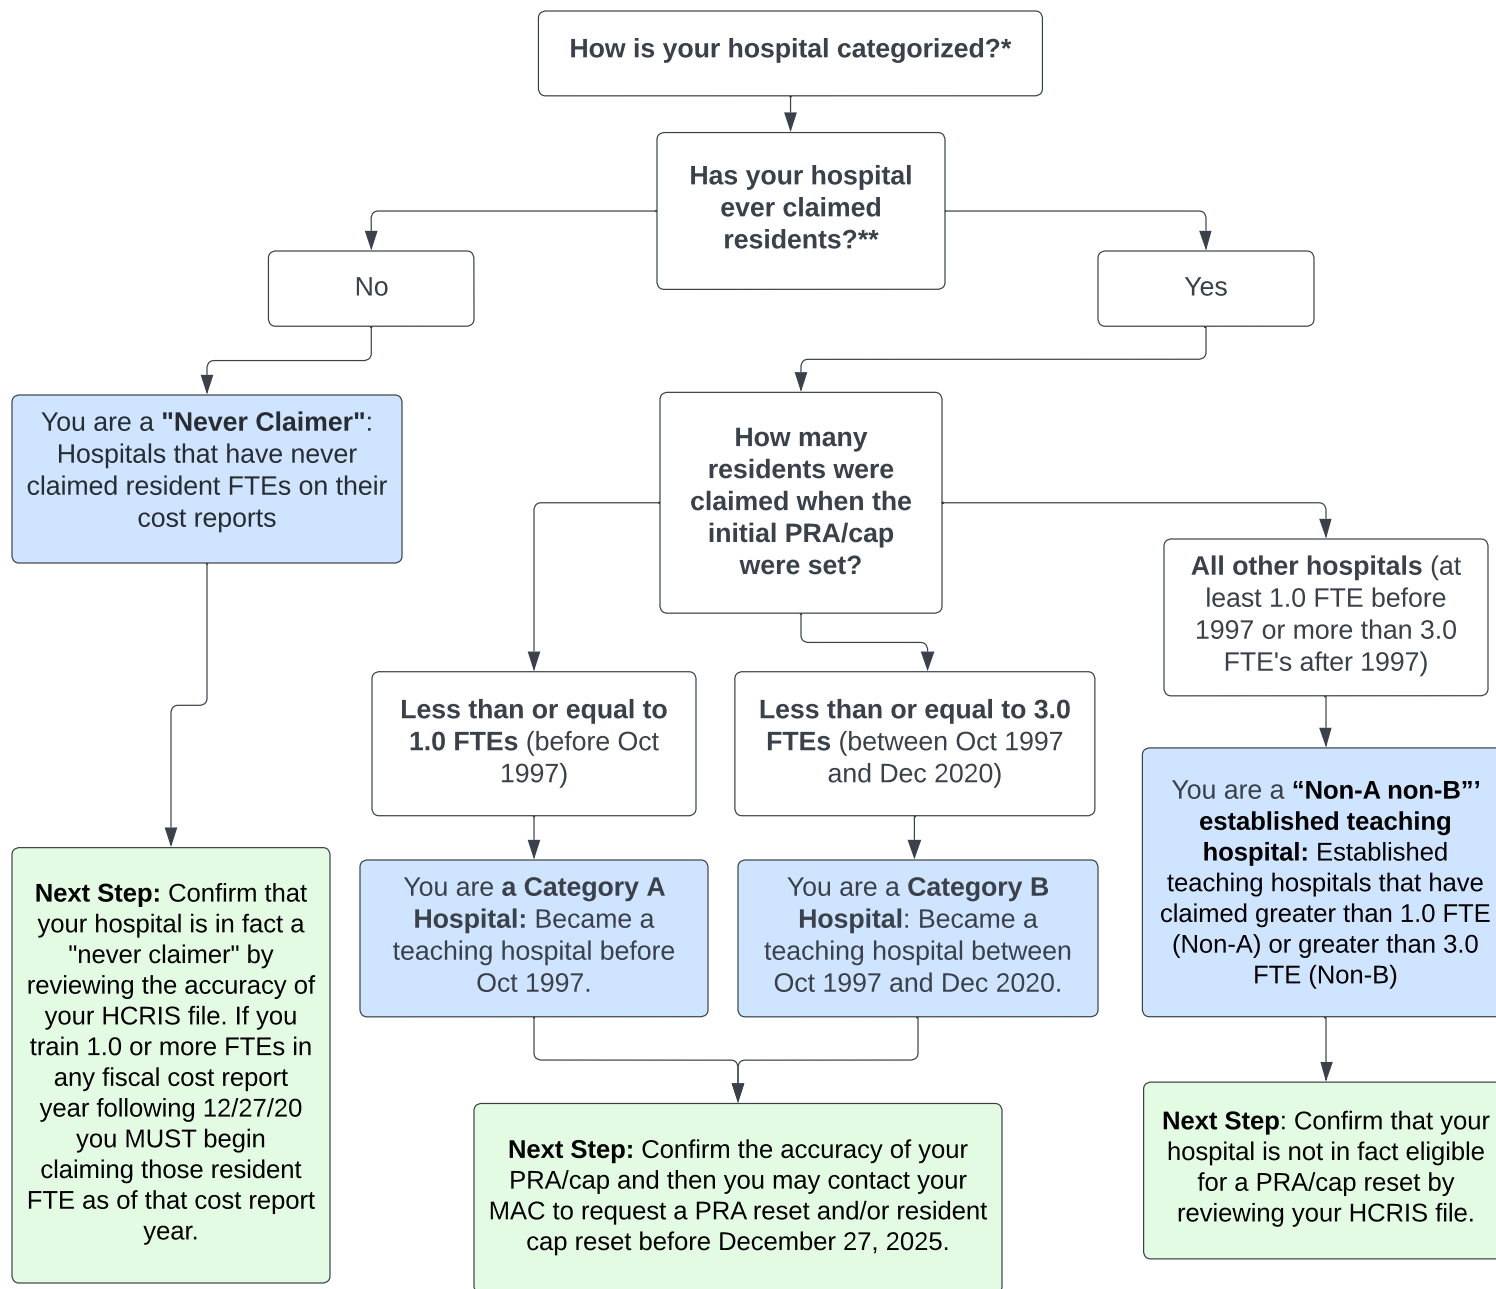 How is your hospital categorized?*
Has your hospital
ever claimed
residents?**
No
Yes
You are a "Never Claimer":
Hospitals that have never
claimed resident FTEs on their
cost reports
How many
residents were
claimed when the
initial PRA/cap
were set?
All other hospitals (at
least 1.0 FTE before
1997 or more than 3.0
FTE's after 1997)
Less than or equal to
1.0 FTEs (before Oct
1997)
Less than or equal to 3.0
FTEs (between Oct 1997
and Dec 2020)
You are a “Non-A non-B”’
established teaching
hospital: Established
teaching hospitals that have
claimed greater than 1.0 FTE
(Non-A) or greater than 3.0
FTE (Non-B)
Next Step: Confirm that
your hospital is in fact a
"never claimer" by
reviewing the accuracy of
your HCRIS file. If you
train 1.0 or more FTEs in
any fiscal cost report
year following 12/27/20
you MUST begin
claiming those resident
FTE as of that cost report
year.
You are a Category A
Hospital: Became a
teaching hospital before
Oct 1997.
You are a Category B
Hospital: Became a
teaching hospital between
Oct 1997 and Dec 2020.
Next Step: Confirm the accuracy of your
PRA/cap and then you may contact your
MAC to request a PRA reset and/or resident
cap reset before December 27, 2025.
Next Step: Confirm that your
hospital is not in fact eligible
for a PRA/cap reset by
reviewing your HCRIS file.